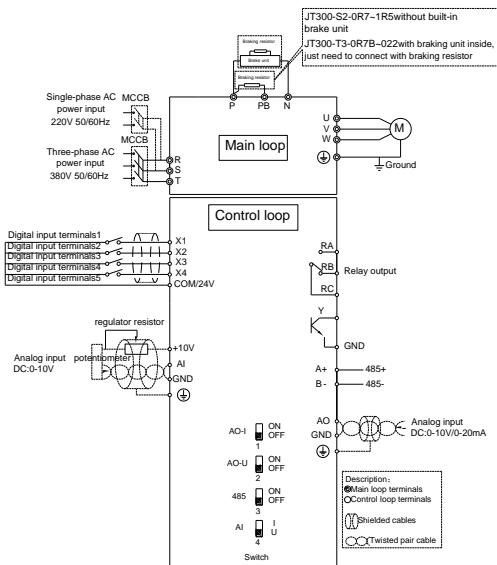 JT300-S2-0R7~1R5without built-in
brake unit
JT300-T3-0R7B~022with braking unit inside,
just need to connect with braking resistor
Braking resistor
Brake unit
Braking resistor
P
PB
N
Single-phase AC
power input
220V 50/60Hz
MCCB
MCCB
Three-phase AC
power input
380V 50/60Hz
R
S
T
Main loop
U
V
W
M
Ground
Control loop
Digital input terminals1
Digital input terminals2
Digital input terminals3
Digital input terminals4
Digital input terminals5
X1
X2
X3
X4
COM/24V
RA
RB
RC
Relay output
Y
GND
regulator resistor
potentiometer
Analog input
DC:0-10V
+10V
AI
GND
A+
B-
485+
485-
AO
GND
Analog input
DC:0-10V/0-20mA
AO-I
ON
OFF
1
AO-U
ON
OFF
2
485
ON
OFF
3
AI
I
U
4
Switch
Description:
Main loop terminals
Control loop terminals
Shielded cables
Twisted pair cable